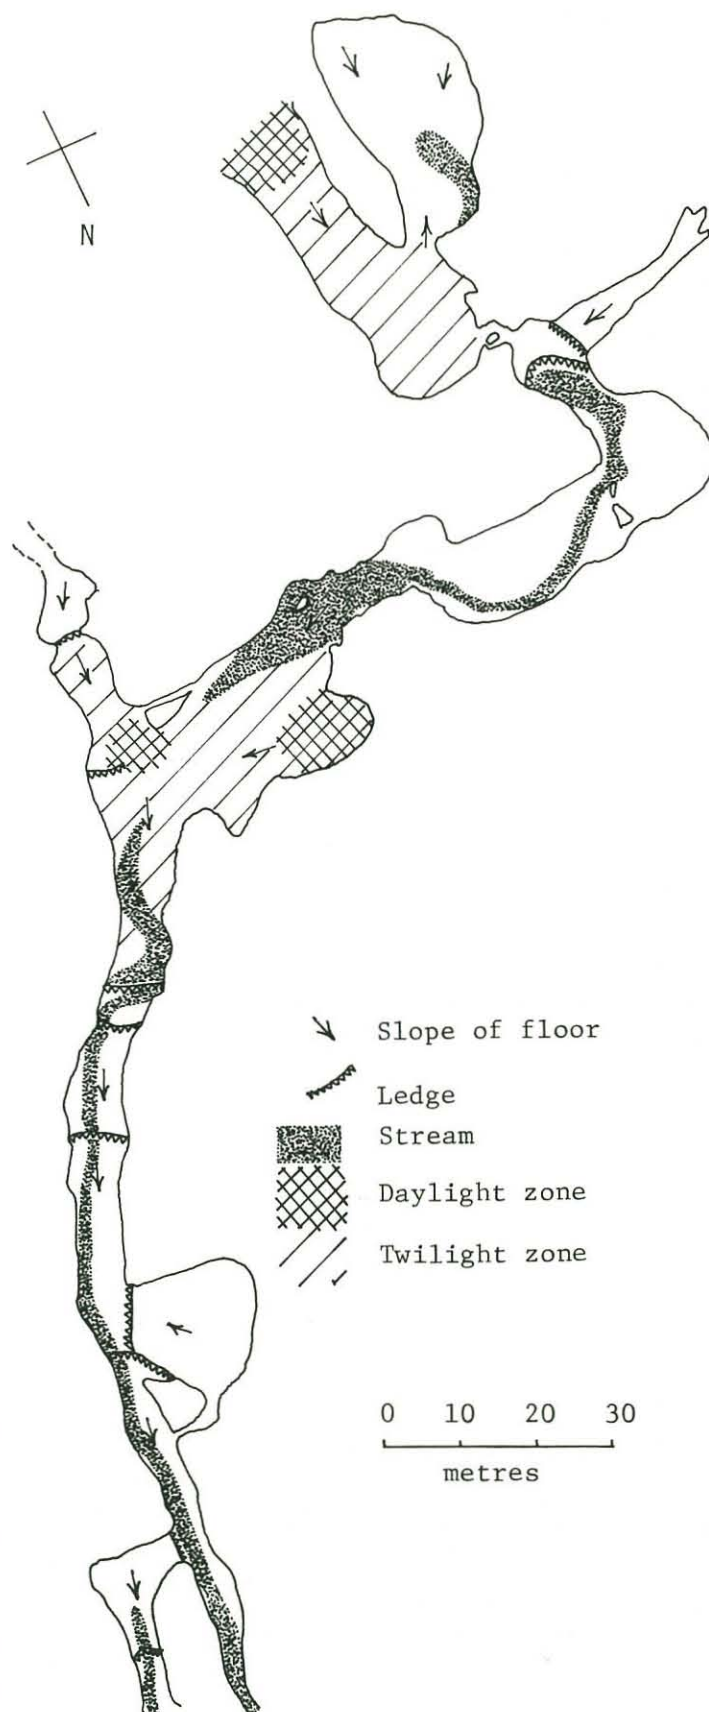 N
Slope of floor
Ledge
Stream
Daylight zone
Twilight zone
0 10 20 30
metres